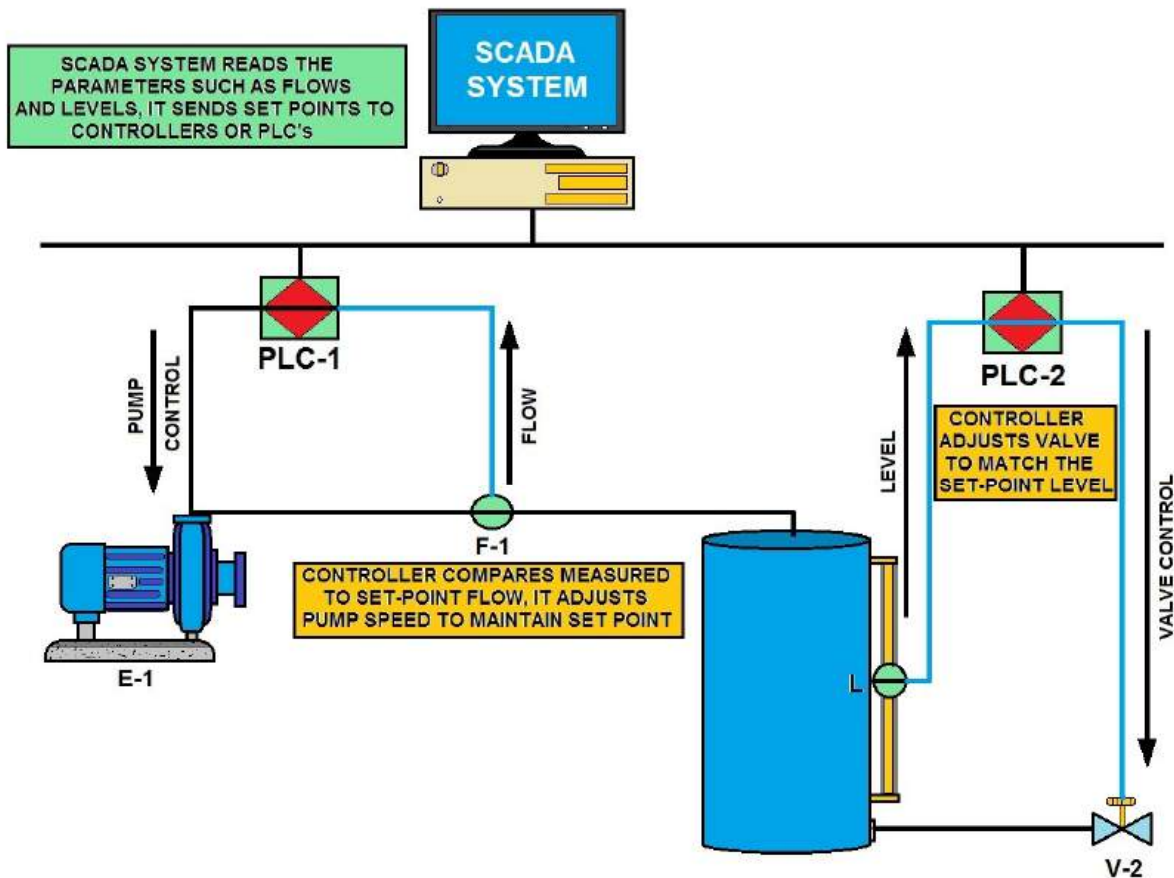 SCADA
SYSTEM
SCADA SYSTEM READS THE
PARAMETERS SUCH AS FLOWS
AND LEVELS, IT SENDS SET POINTS TO
CONTROLLERS OR PLC's
PLC-1
PLC-2
PUMP
CONTROL
FLOW
LEVEL
CONTROLLER
ADJUSTS VALVE
TO MATCH THE
SET-POINT LEVEL
VALVE CONTROL
F-1
CONTROLLER COMPARES MEASURED
TO SET-POINT FLOW, IT ADJUSTS
PUMP SPEED TO MAINTAIN SET POINT
E-1
L
V-2